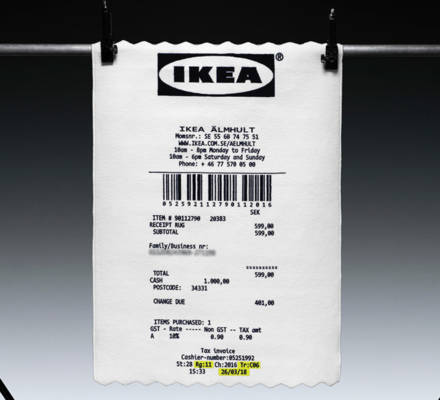 IKEA®
IKEA ÄLMHULT
Momsnr.: SE 55 68 74 75 51
WWW.IKEA.COM.SE/AELMHULT
10am - 8pm Monday to Friday
10am - 6pm Saturday and Sunday
Phone: + 46 77 570 05 00
052592112790112016
SEK
ITEM # 90112790 20383
RECEIPT RUG 599,00
SUBTOTAL 599,00
Family/Business nr:
==========
TOTAL 599,00
CASH 1.000,00
POSTCODE: 34331
CHANGE DUE 401,00
ITEMS PURCHASED: 1
GST - Rate ----- Non GST -- TAX amt
A 10% 0.90 0.90
Tax invoice
Cashier-number:05251992
St:28 Rg:11 Ch:2016 Tr:C06
15:33 26/03/18